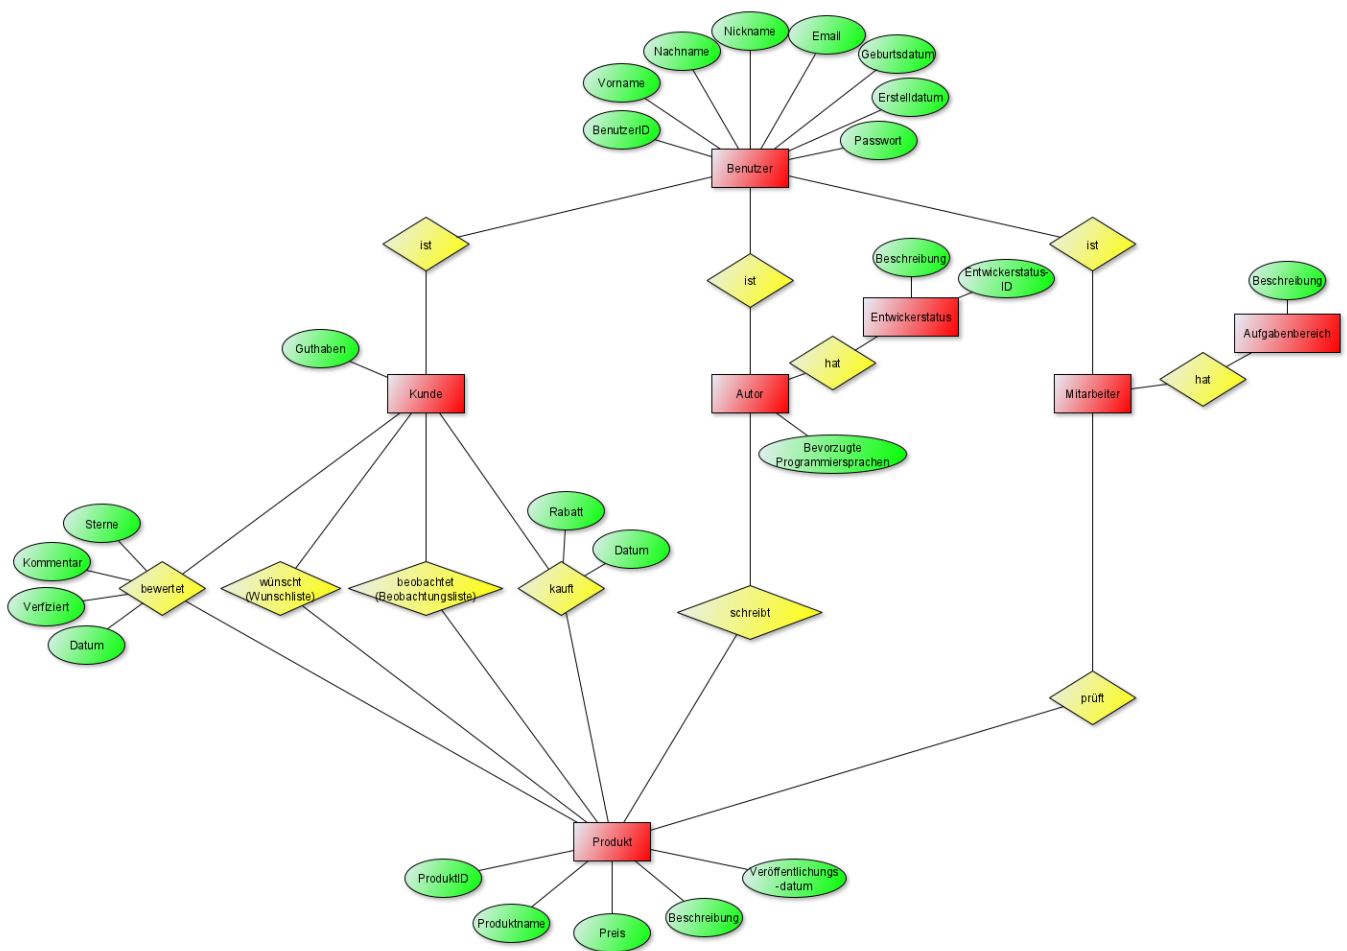 Nickname
Email
Nachname
Geburtsdatum
Vorname
Erstelldatum
BenutzerID
Passwort
Benutzer
ist
ist
ist
Beschreibung
Entwickerstatus-
ID
Beschreibung
Entwickerstatus
Aufgabenbereich
Guthaben
hat
hat
Kunde
Autor
Mitarbeiter
Bevorzugte
Programmiersprachen
Sterne
Rabatt
Kommentar
Datum
bewertet
wünscht
(Wunschliste)
beobachtet
(Beobachtungsliste)
kauft
Verfiziert
schreibt
Datum
prüft
Produkt
ProduktID
Veröffentlichungs
-datum
Produktname
Preis
Beschreibung